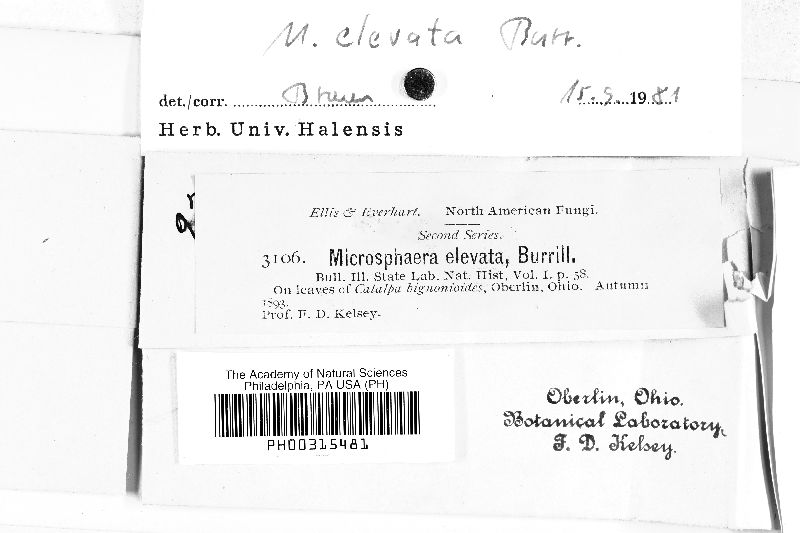 M. elevata Burr.
det./corr. Braun 15.9.1981
Herb. Univ. Halensis
Ellis & Everhart. North American Fungi.
Second Series.
3106. Microsphaera elevata, Burrill.
Bull. Ill. State Lab. Nat. Hist, Vol. I. p. 58.
On leaves of Catalpa bignonioides, Oberlin, Ohio. Autumn
1893.
Prof. F. D. Kelsey.
The Academy of Natural Sciences
Philadelphia, PA USA (PH)
PH00315481
Oberlin, Ohio.
Botanical Laboratory,
F. D. Kelsey.